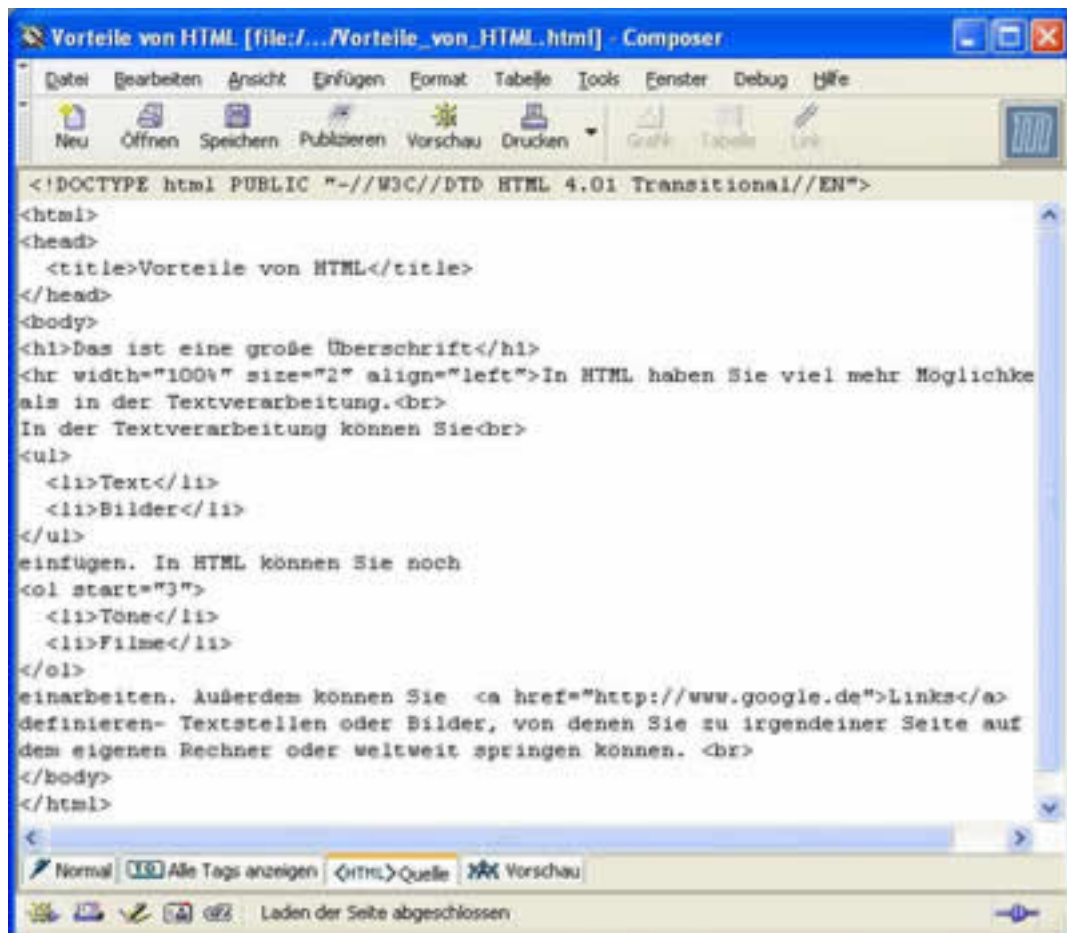 Vorteile von HTML [file:/.../Vorteile_von_HTML.html] - Composer
Datei Bearbeiten Ansicht Einfügen Format Tabelle Tools Fenster Debug Hilfe
Neu Öffnen Speichern Publizieren Vorschau Drucken Grafik Tabelle Link
<!DOCTYPE html PUBLIC "-//W3C//DTD HTML 4.01 Transitional//EN">
<html>
<head>
<title>Vorteile von HTML</title>
</head>
<body>
<h1>Das ist eine große Überschrift</h1>
<hr width="100%" size="2" align="left">In HTML haben Sie viel mehr Möglichke
als in der Textverarbeitung.<br>
In der Textverarbeitung können Sie<br>
<ul>
<li>Text</li>
<li>Bilder</li>
</ul>
einfügen. In HTML können Sie noch
<ol start="3">
<li>Töne</li>
<li>Filme</li>
</ol>
einarbeiten. Außerdem können Sie  <a href="http://www.google.de">Links</a>
definieren- Textstellen oder Bilder, von denen Sie zu irgendeiner Seite auf
dem eigenen Rechner oder weltweit springen können. <br>
</body>
</html>
Normal Alle Tags anzeigen <HTML> Quelle Vorschau
Laden der Seite abgeschlossen